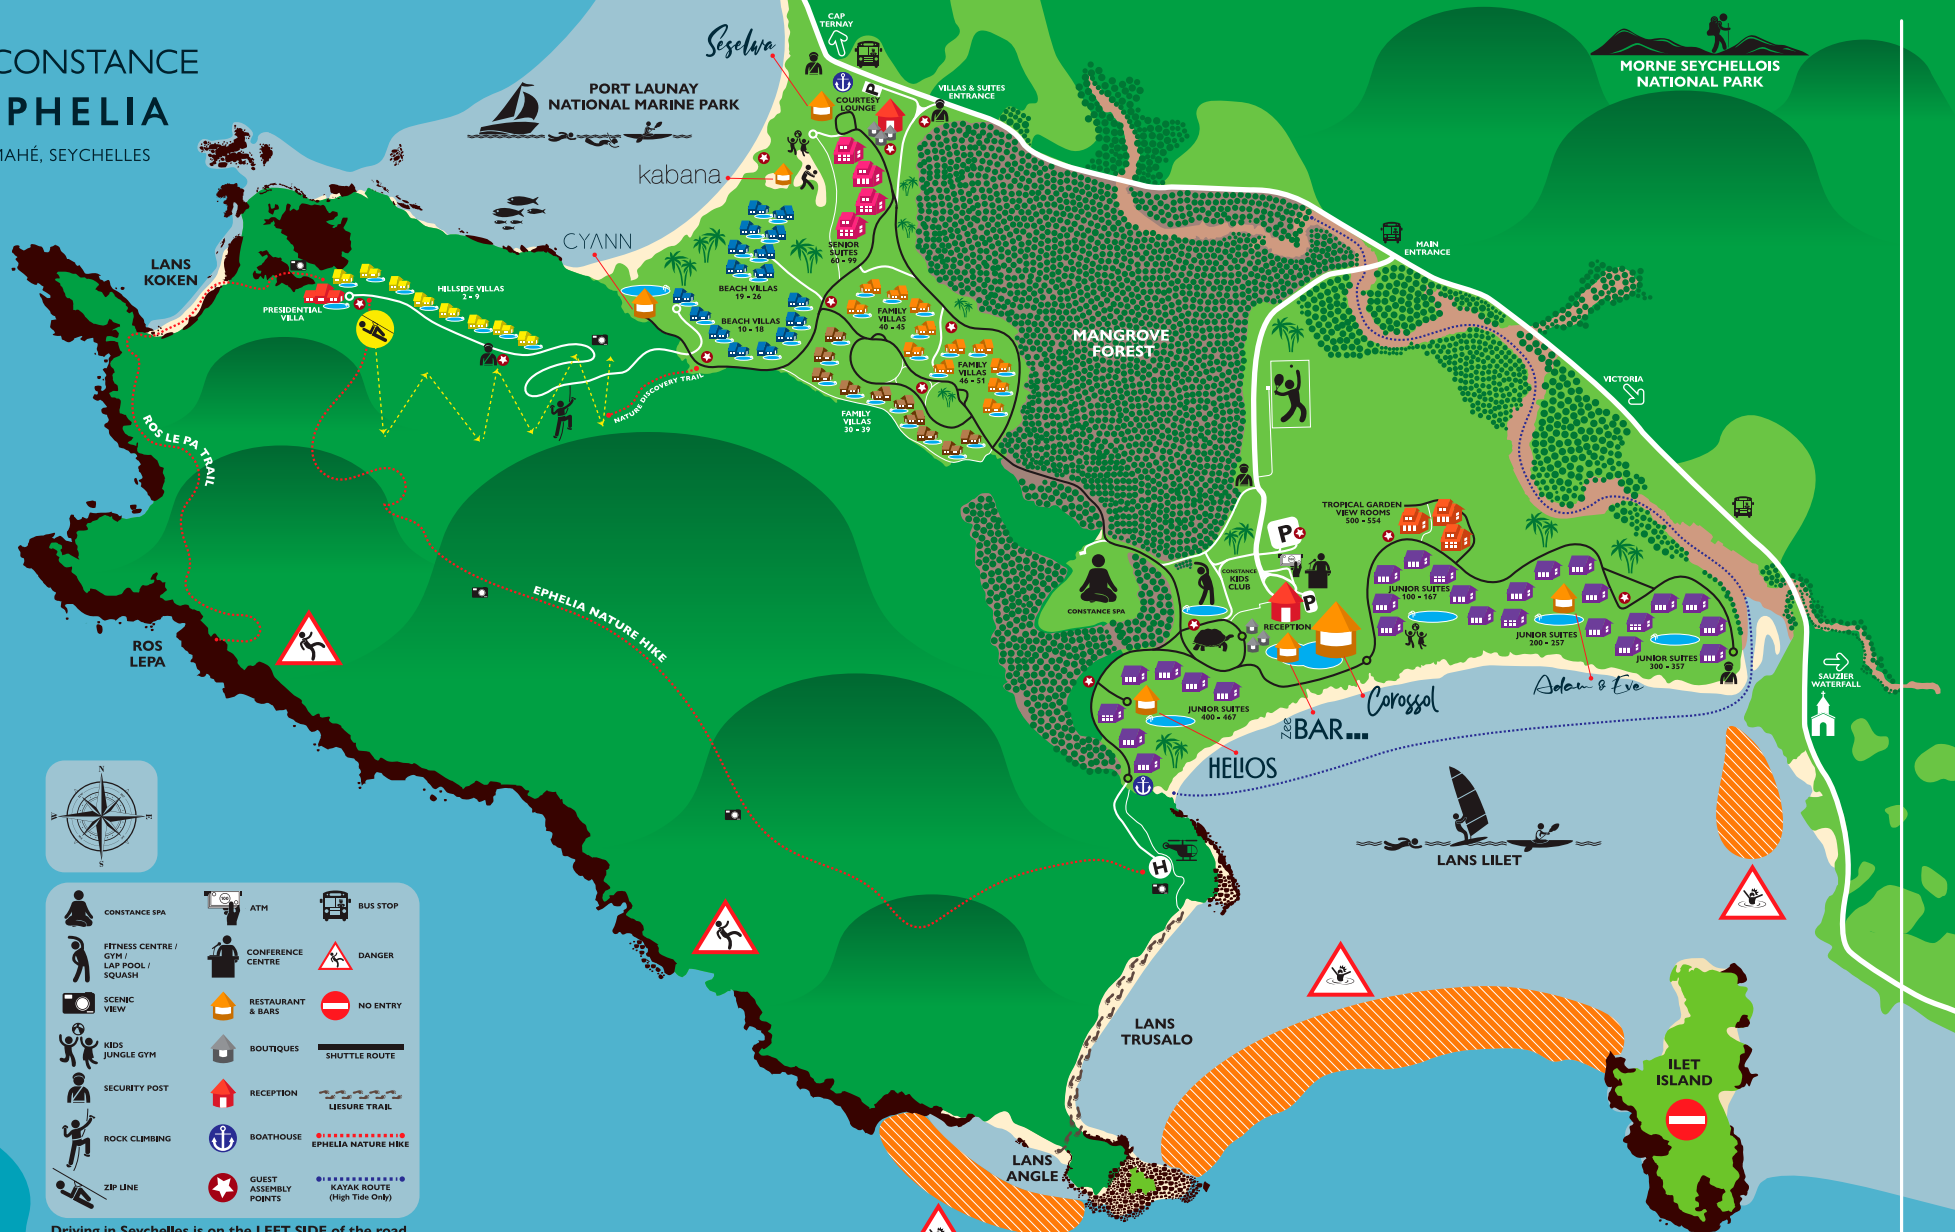 CONSTANCE
PHELIA
MAHÉ, SEYCHELLES
Seselwa
CAP
TERNAY
PORT LAUNAY
NATIONAL MARINE PARK
P
COURTESY
LOUNGE
VILLAS & SUITES
ENTRANCE
MORNE SEYCHELLOIS
NATIONAL PARK
kabana
CYANN
LANS
KOKEN
PRESIDENTIAL
VILLA
HILLSIDE VILLAS
2 - 9
SENIOR
SUITES
60 - 99
BEACH VILLAS
19 - 26
BEACH VILLAS
10 - 18
FAMILY
VILLAS
40 - 45
FAMILY
VILLAS
46 - 51
FAMILY
VILLAS
30 - 39
NATURE DISCOVERY TRAIL
MANGROVE
FOREST
MAIN
ENTRANCE
VICTORIA
ROS LE PA TRAIL
ROS
LEPA
EPHELIA NATURE HIKE
TROPICAL GARDEN
VIEW ROOMS
500 - 554
P
CONSTANCE
KIDS
CLUB
CONSTANCE SPA
P
RECEPTION
JUNIOR SUITES
100 - 167
JUNIOR SUITES
200 - 257
JUNIOR SUITES
300 - 357
JUNIOR SUITES
400 - 467
Adam & Eve
Corossol
Zee BAR...
HELIOS
SAUZIER
WATERFALL
LANS LILET
H
LANS
TRUSALO
LANS
ANGLE
ILET
ISLAND
N
W
E
S
CONSTANCE SPA
FITNESS CENTRE /
GYM /
LAP POOL /
SQUASH
SCENIC
VIEW
KIDS
JUNGLE GYM
SECURITY POST
ROCK CLIMBING
ZIP LINE
100
ATM
CONFERENCE
CENTRE
RESTAURANT
& BARS
BOUTIQUES
RECEPTION
BOATHOUSE
GUEST
ASSEMBLY
POINTS
BUS STOP
DANGER
NO ENTRY
SHUTTLE ROUTE
LIESURE TRAIL
EPHELIA NATURE HIKE
KAYAK ROUTE
(High Tide Only)
Driving in Seychelles is on the LEFT SIDE of the road